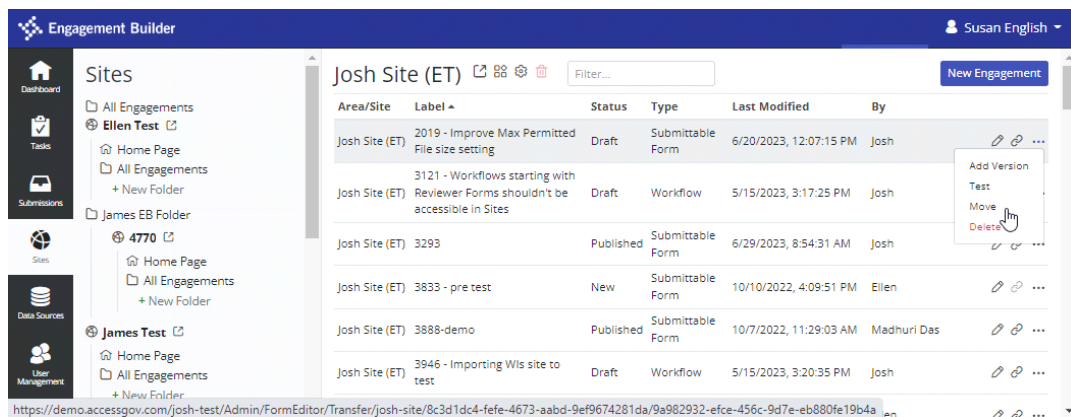 Engagement Builder
Susan English
Dashboard
Tasks
Submissions
Sites
Data Sources
User
Management
Sites
All Engagements
Ellen Test
Home Page
All Engagements
+ New Folder
James EB Folder
4770
Home Page
All Engagements
+ New Folder
James Test
Home Page
All Engagements
+ New Folder
Josh Site (ET)
Filter...
New Engagement
Area/Site Label Status Type Last Modified By
Josh Site (ET) 2019 - Improve Max Permitted
File size setting Draft Submittable
Form 6/20/2023, 12:07:15 PM Josh
Josh Site (ET) 3121 - Workflows starting with
Reviewer Forms shouldn't be
accessible in Sites Draft Workflow 5/15/2023, 3:17:25 PM Josh
Josh Site (ET) 3293 Published Submittable
Form 6/29/2023, 8:54:31 AM Josh
Josh Site (ET) 3833 - pre test New Submittable
Form 10/10/2022, 4:09:51 PM Ellen
Josh Site (ET) 3888-demo Published Submittable
Form 10/7/2022, 11:29:03 AM Madhuri Das
Josh Site (ET) 3946 - Importing WIs site to
test Draft Workflow 5/15/2023, 3:20:35 PM Josh
Add Version
Test
Move
Delete
https://demo.accessgov.com/josh-test/Admin/FormEditor/Transfer/josh-site/8c3d1dc4-fefe-4673-aabd-9ef9674281da/9a982932-efce-456c-9d7e-eb880fe19b4a